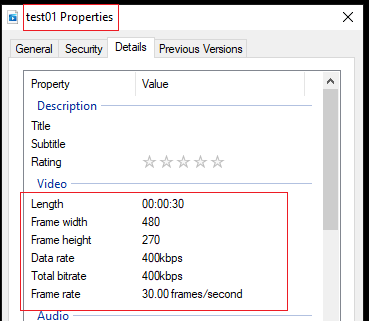 test01 Properties
General Security Details Previous Versions
Property Value
Description
Title
Subtitle
Rating
Video
Length 00:00:30
Frame width 480
Frame height 270
Data rate 400kbps
Total bitrate 400kbps
Frame rate 30.00 frames/second
Audio